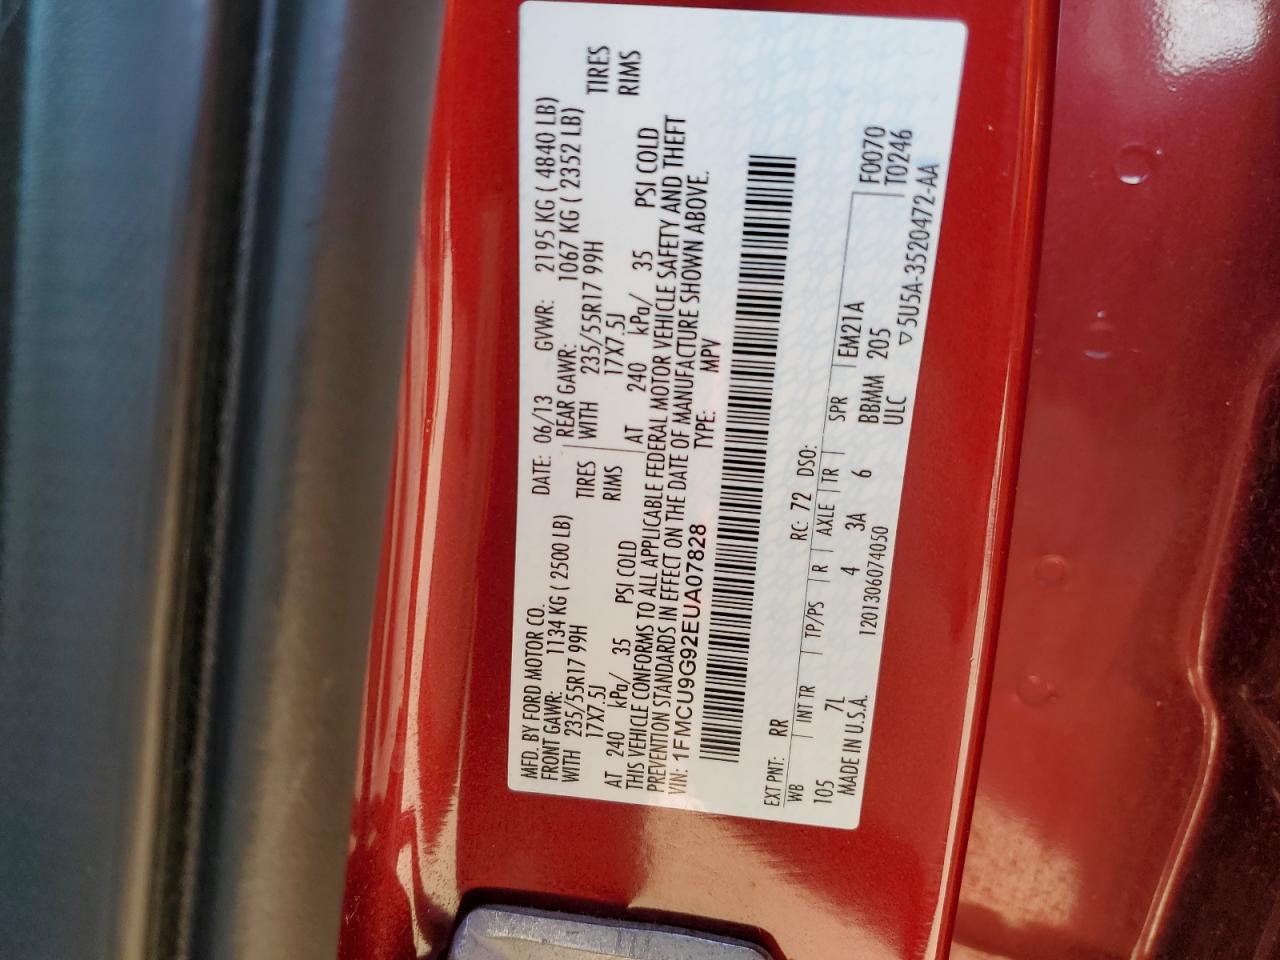 MFD. BY FORD MOTOR CO. DATE: 06/13 GVWR: 2195 KG ( 4840 LB)
FRONT GAWR: 1134 KG ( 2500 LB) REAR GAWR: 1067 KG ( 2352 LB)
WITH 235/55R17 99H TIRES WITH 235/55R17 99H TIRES
17X7.5J RIMS 17X7.5J RIMS
AT 240 kPa/ 35 PSI COLD AT 240 kPa/ 35 PSI COLD
THIS VEHICLE CONFORMS TO ALL APPLICABLE FEDERAL MOTOR VEHICLE SAFETY AND THEFT
PREVENTION STANDARDS IN EFFECT ON THE DATE OF MANUFACTURE SHOWN ABOVE.
VIN: 1FMCU9G92EUA07828 TYPE: MPV
EXT PNT: RR RC: 72 DSO:
WB INT TR TP/PS R AXLE TR SPR EM21A F0070
105 7L 4 3A 6 BBMM 205 T0246
MADE IN U.S.A. 1201306074050 ULC ▽5U5A-3520472-AA